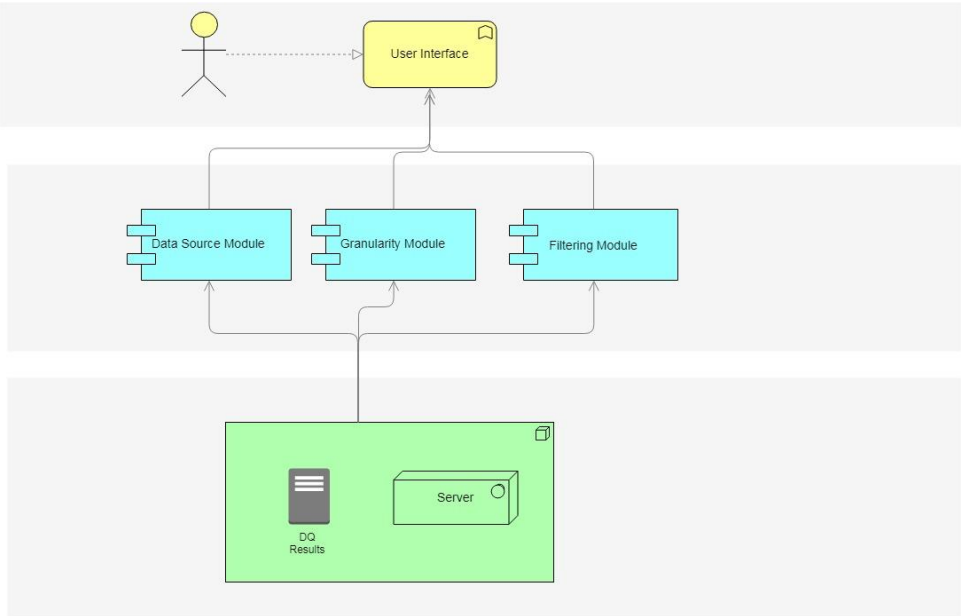 User Interface
Data Source Module
Granularity Module
Filtering Module
Server
DQ
Results